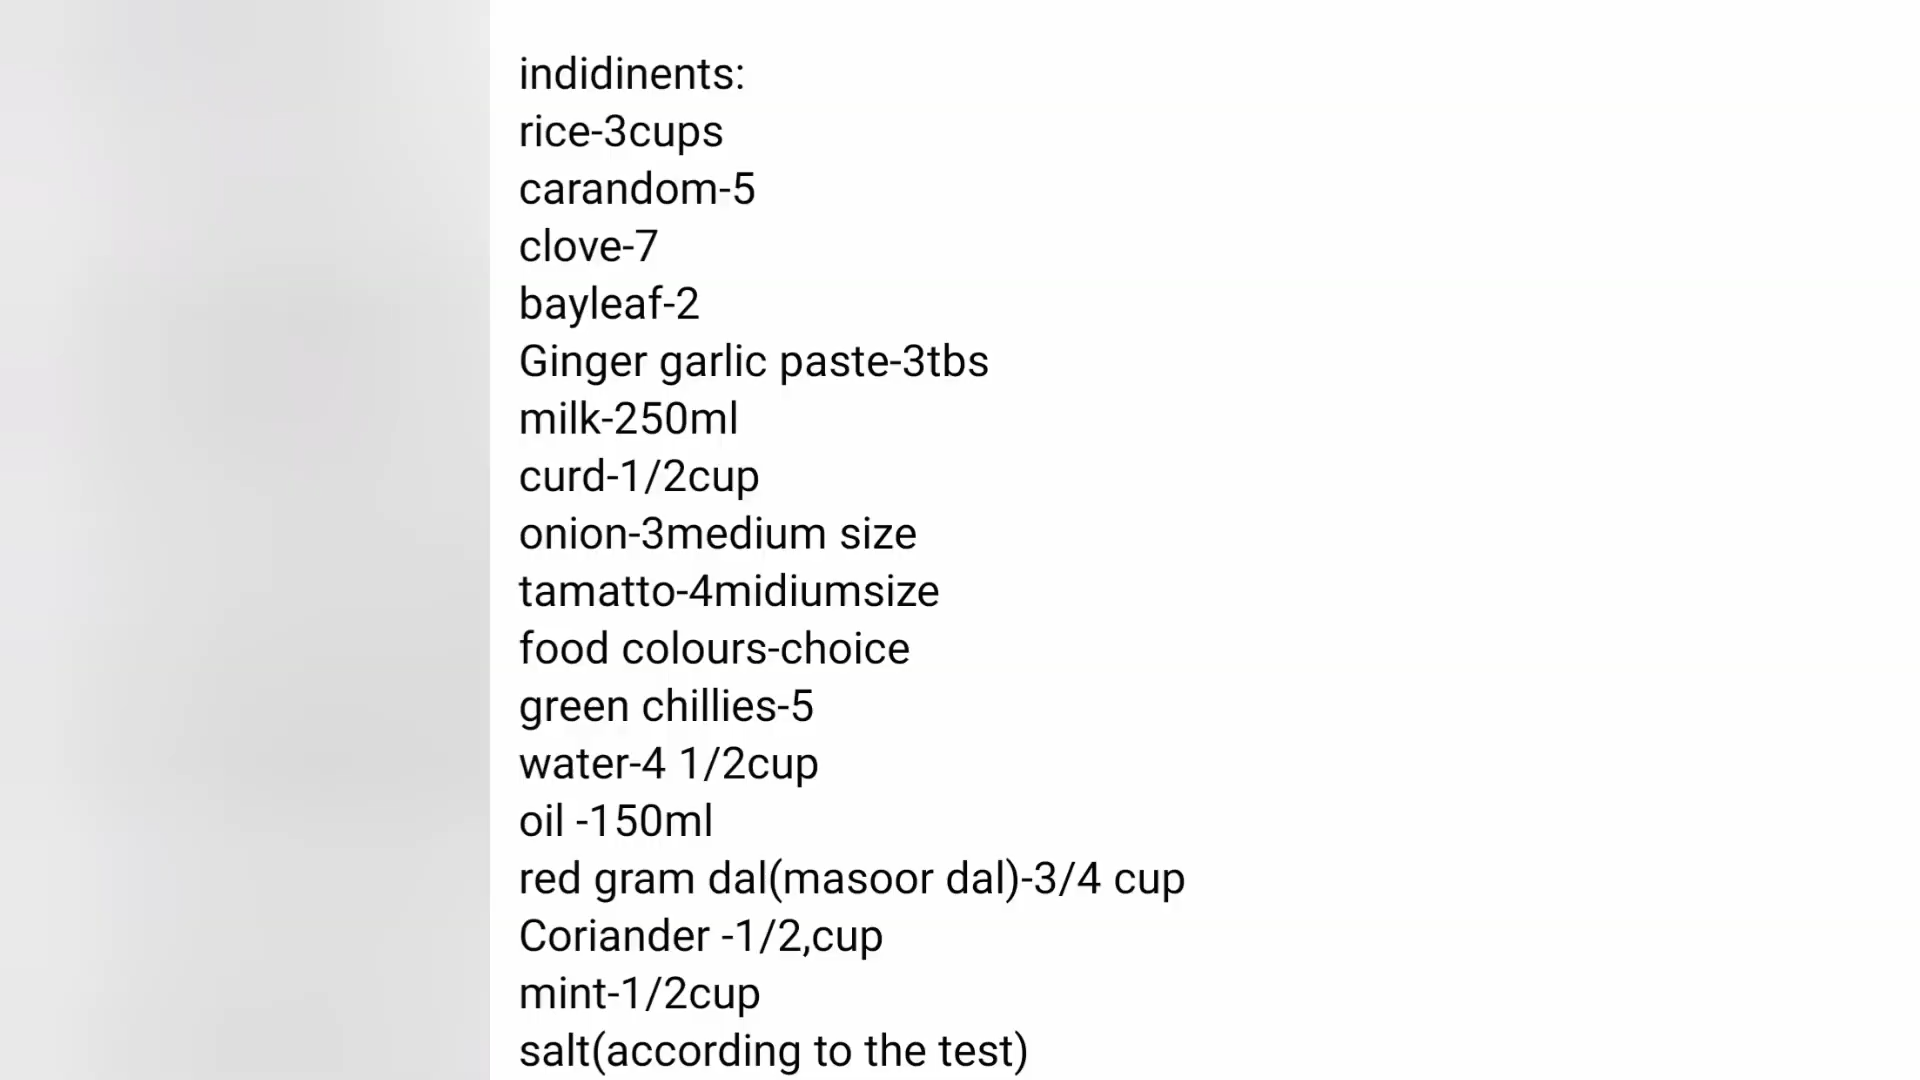 indidinents:
rice-3cups
carandom-5
clove-7
bayleaf-2
Ginger garlic paste-3tbs
milk-250ml
curd-1/2cup
onion-3medium size
tamatto-4midiumsize
food colours-choice
green chillies-5
water-4 1/2cup
oil -150ml
red gram dal(masoor dal)-3/4 cup
Coriander -1/2,cup
mint-1/2cup
salt(according to the test)